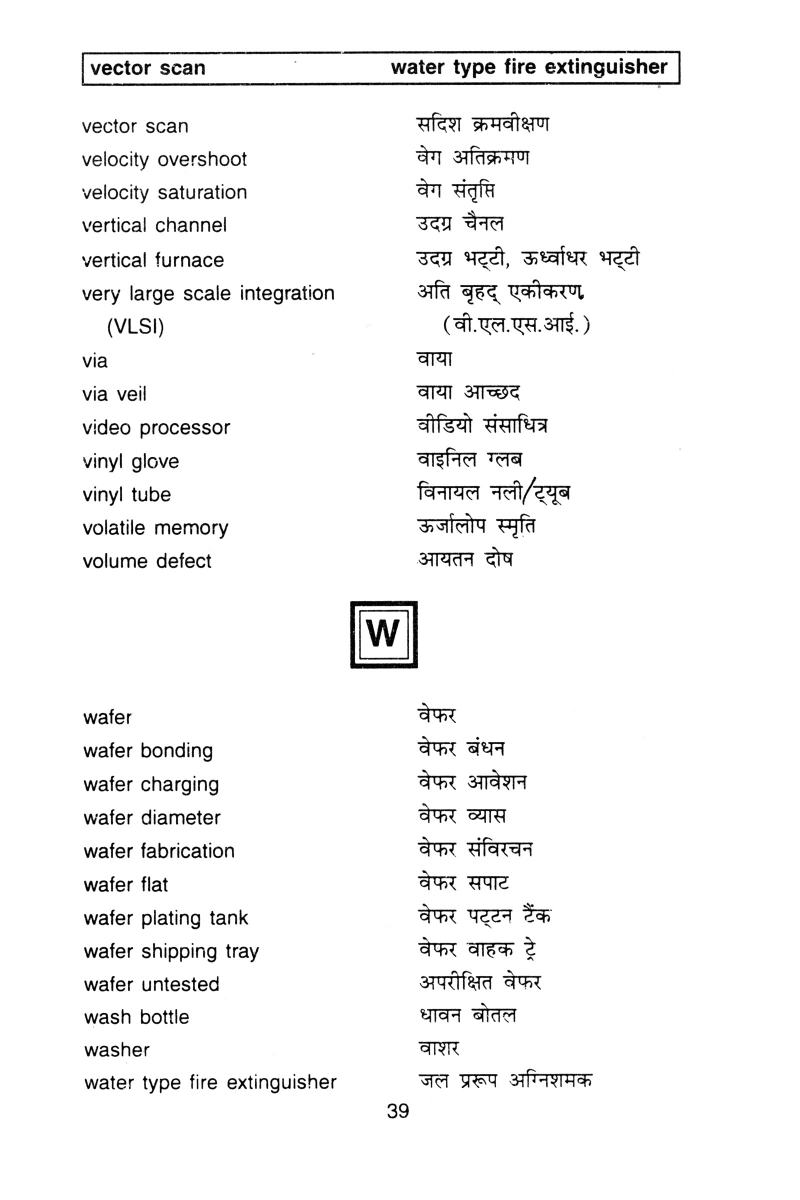 vector scan water type fire extinguisher
vector scan सदिश क्रमवीक्षण
velocity overshoot वेग अतिक्रमण
velocity saturation वेग संतृप्ति
vertical channel उदग्र चैनल
vertical furnace उदग्र भट्टी, ऊर्ध्वाधर भट्टी
very large scale integration अति बृहद् एकीकरण
(VLSI) (वी.एल.एस.आई.)
via वाया
via veil वाया आच्छद
video processor वीडियो संसाधित्र
vinyl glove वाइनिल ग्लब
vinyl tube विनायल नली/ट्यूब
volatile memory ऊर्जालोप स्मृति
volume defect आयतन दोष
W
wafer वेफर
wafer bonding वेफर बंधन
wafer charging वेफर आवेशन
wafer diameter वेफर व्यास
wafer fabrication वेफर संविरचन
wafer flat वेफर सपाट
wafer plating tank वेफर पट्टन टैंक
wafer shipping tray वेफर वाहक ट्रे
wafer untested अपरीक्षित वेफर
wash bottle धावन बोतल
washer वाशर
water type fire extinguisher जल प्ररूप अग्निशमक
39